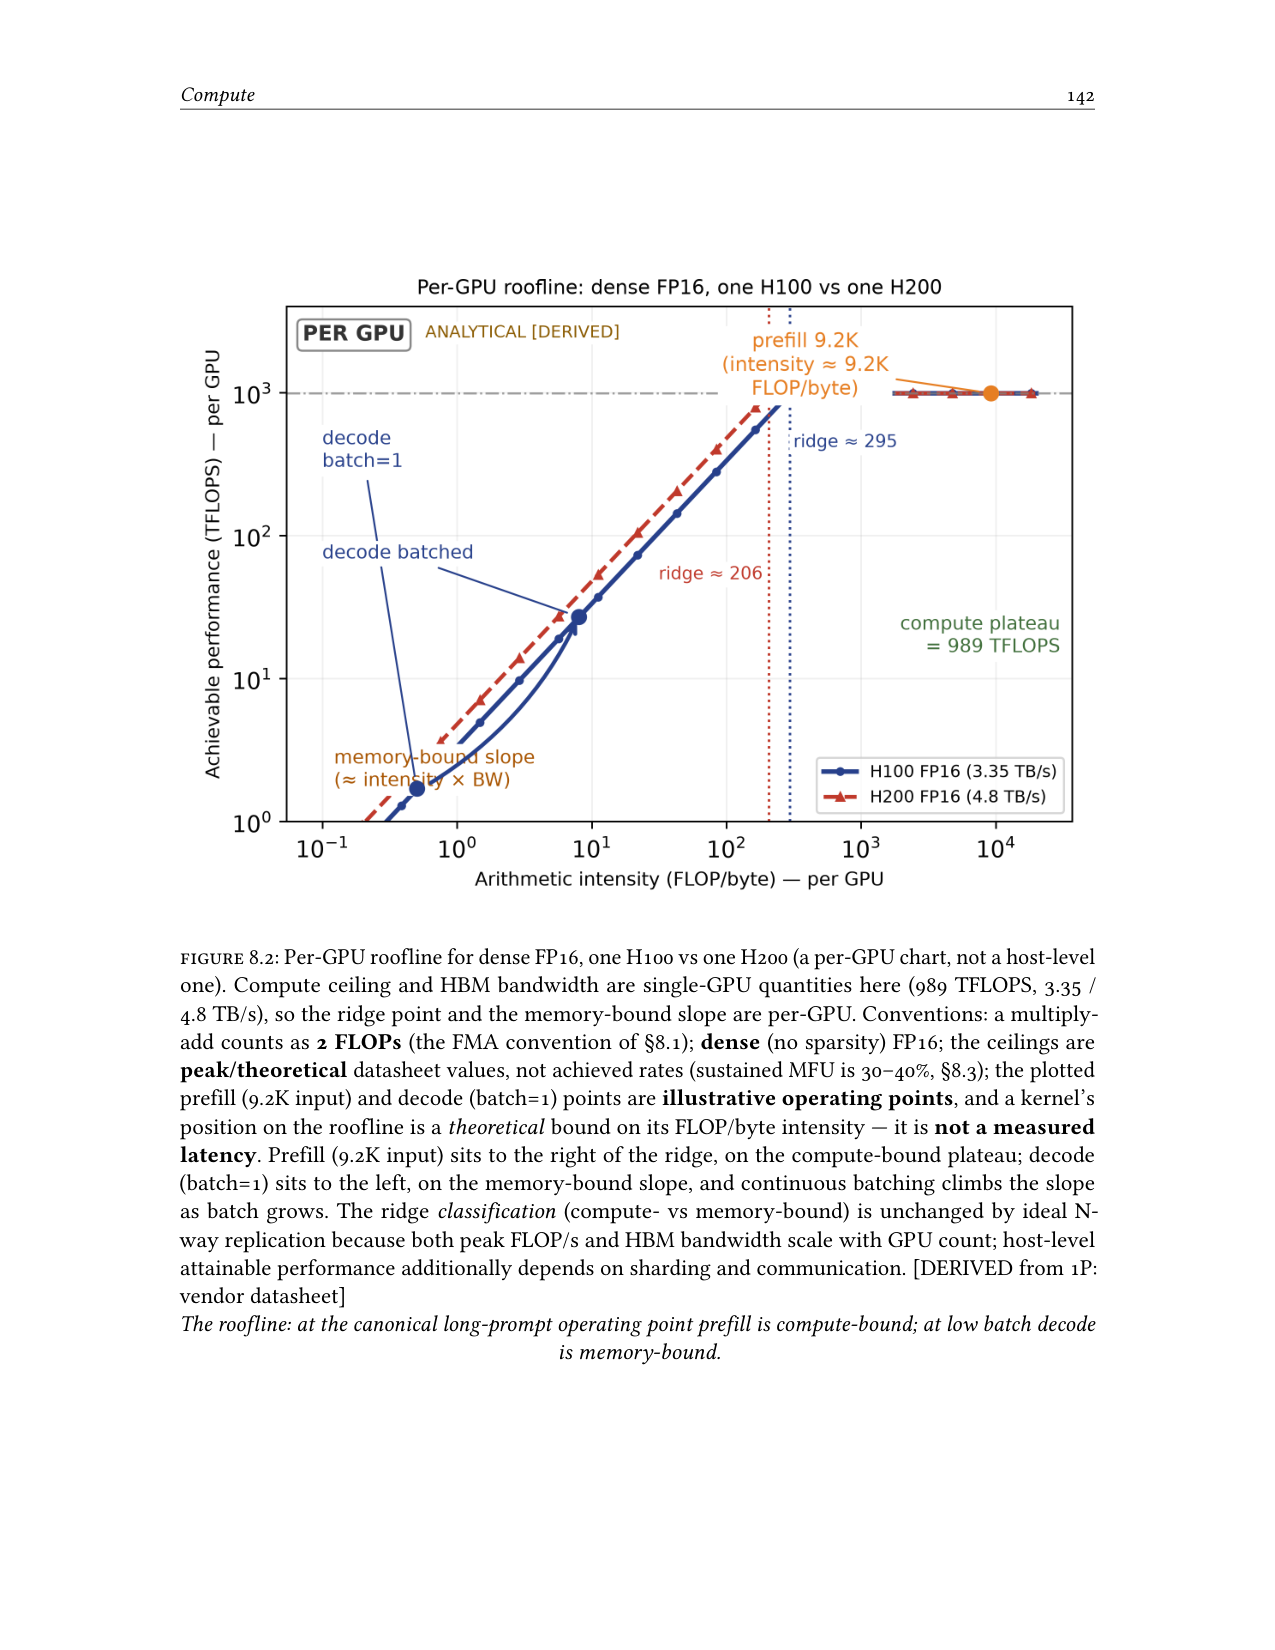 Compute 142
Per-GPU roofline: dense FP16, one H100 vs one H200
PER GPU ANALYTICAL [DERIVED]
prefill 9.2K
(intensity ≈ 9.2K
FLOP/byte)
Achievable performance (TFLOPS) — per GPU
10³
decode
batch=1
ridge ≈ 295
10²
decode batched
ridge ≈ 206
compute plateau
= 989 TFLOPS
10¹
memory-bound slope
(≈ intensity × BW)
H100 FP16 (3.35 TB/s)
H200 FP16 (4.8 TB/s)
10⁰
10⁻¹ 10⁰ 10¹ 10² 10³ 10⁴
Arithmetic intensity (FLOP/byte) — per GPU
FIGURE 8.2: Per-GPU roofline for dense FP16, one H100 vs one H200 (a per-GPU chart, not a host-level
one). Compute ceiling and HBM bandwidth are single-GPU quantities here (989 TFLOPS, 3.35 /
4.8 TB/s), so the ridge point and the memory-bound slope are per-GPU. Conventions: a multiply-
add counts as 2 FLOPs (the FMA convention of §8.1); dense (no sparsity) FP16; the ceilings are
peak/theoretical datasheet values, not achieved rates (sustained MFU is 30–40%, §8.3); the plotted
prefill (9.2K input) and decode (batch=1) points are illustrative operating points, and a kernel's
position on the roofline is a theoretical bound on its FLOP/byte intensity — it is not a measured
latency. Prefill (9.2K input) sits to the right of the ridge, on the compute-bound plateau; decode
(batch=1) sits to the left, on the memory-bound slope, and continuous batching climbs the slope
as batch grows. The ridge classification (compute- vs memory-bound) is unchanged by ideal N-
way replication because both peak FLOP/s and HBM bandwidth scale with GPU count; host-level
attainable performance additionally depends on sharding and communication. [DERIVED from 1P:
vendor datasheet]
The roofline: at the canonical long-prompt operating point prefill is compute-bound; at low batch decode
is memory-bound.